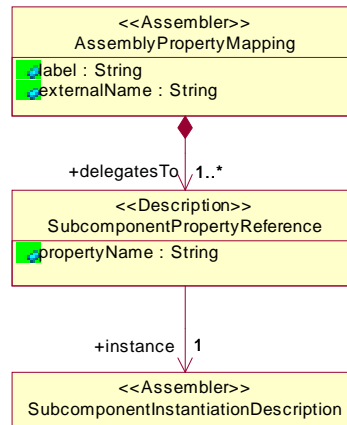 <<Assembler>>
AssemblyPropertyMapping
label : String
externalName : String
+delegatesTo 1..*
<<Description>>
SubcomponentPropertyReference
propertyName : String
+instance 1
<<Assembler>>
SubcomponentInstantiationDescription